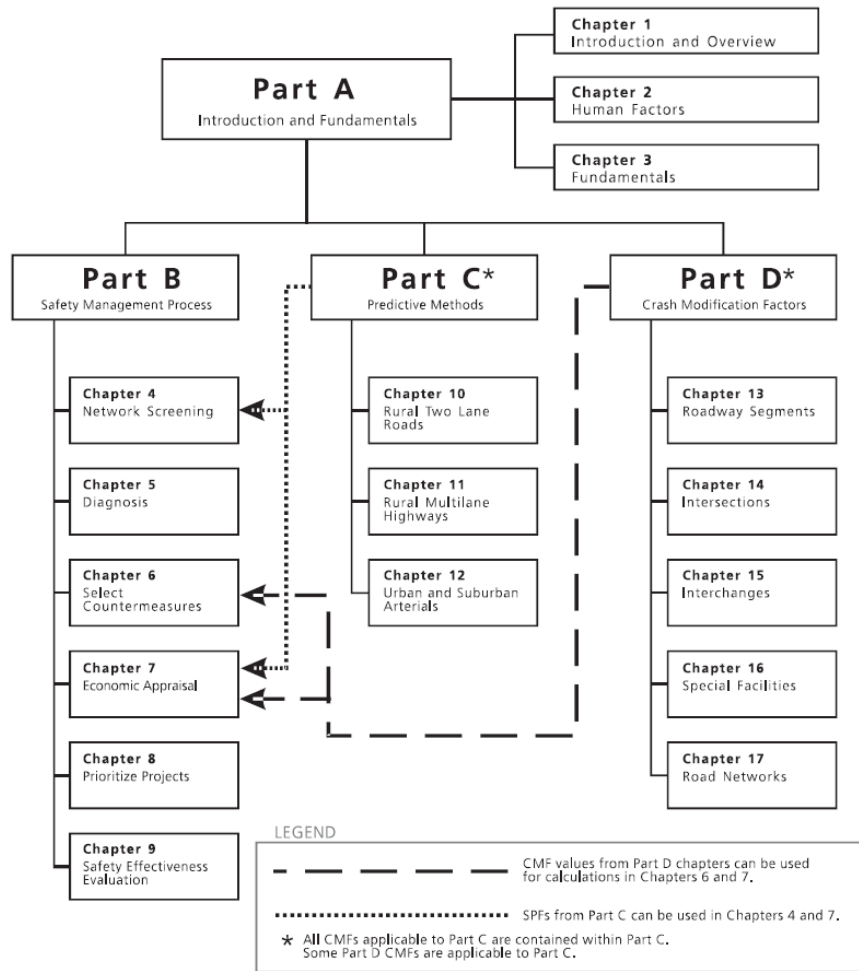 Chapter 1
Introduction and Overview
Part A
Introduction and Fundamentals
Chapter 2
Human Factors
Chapter 3
Fundamentals
Part B
Safety Management Process
Part C*
Predictive Methods
Part D*
Crash Modification Factors
Chapter 4
Network Screening
Chapter 5
Diagnosis
Chapter 6
Select
Countermeasures
Chapter 7
Economic Appraisal
Chapter 8
Prioritize Projects
Chapter 9
Safety Effectiveness
Evaluation
Chapter 10
Rural Two Lane
Roads
Chapter 11
Rural Multilane
Highways
Chapter 12
Urban and Suburban
Arterials
Chapter 13
Roadway Segments
Chapter 14
Intersections
Chapter 15
Interchanges
Chapter 16
Special Facilities
Chapter 17
Road Networks
LEGEND
CMF values from Part D chapters can be used
for calculations in Chapters 6 and 7.
SPFs from Part C can be used in Chapters 4 and 7.
* All CMFs applicable to Part C are contained within Part C.
Some Part D CMFs are applicable to Part C.